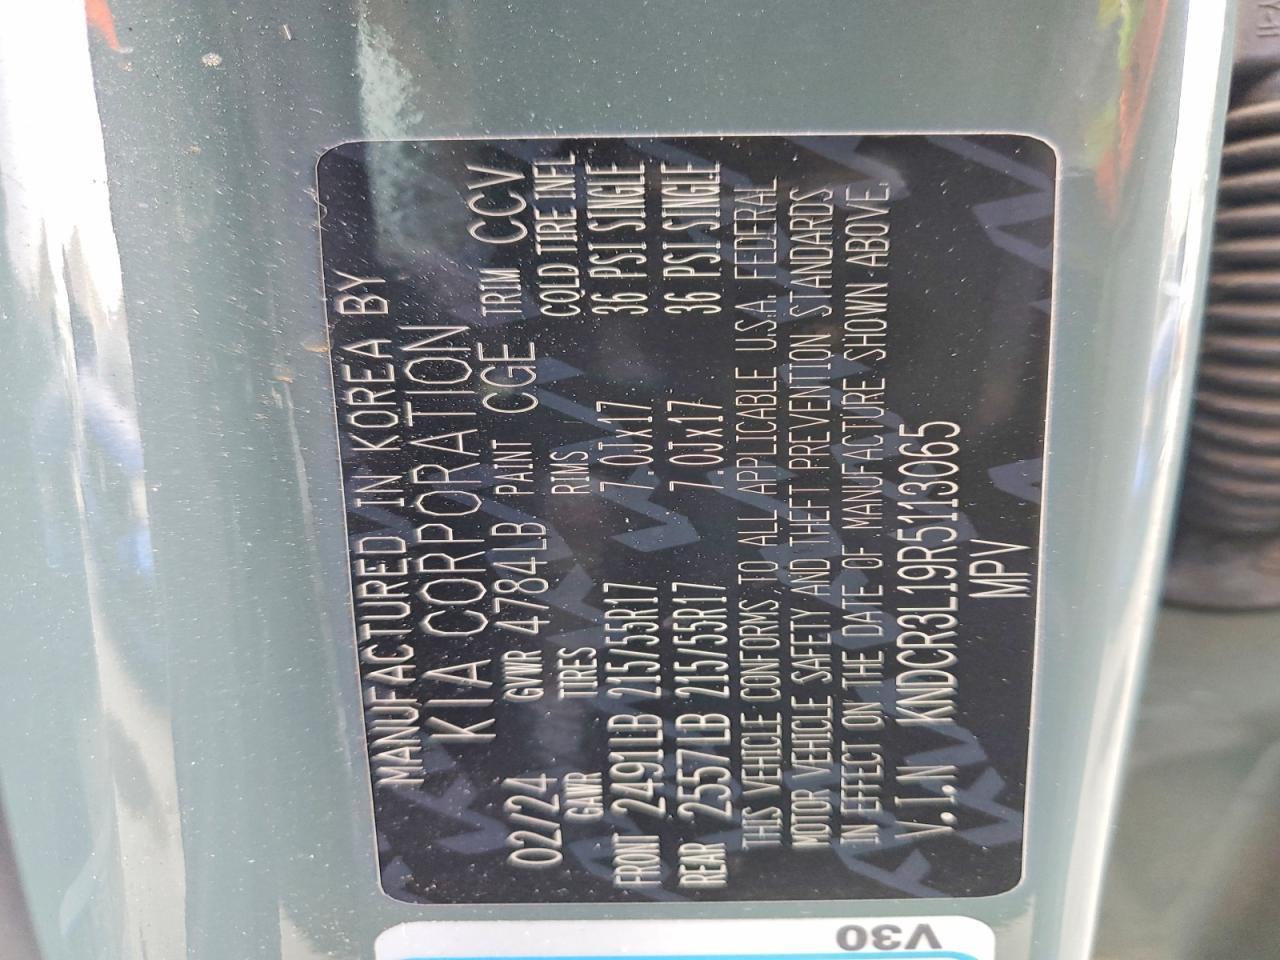 MANUFACTURED IN KOREA BY
KIA CORPORATION
02/24 GVWR 4784LB PAINT CGE TRIM CCV
GAWR TIRES RIMS COLD TIRE INFL
FRONT 2491LB 215/55R17 7.0Jx17 36 PSI SINGLE
REAR 2557LB 215/55R17 7.0Jx17 36 PSI SINGLE
THIS VEHICLE CONFORMS TO ALL APPLICABLE U.S.A. FEDERAL
MOTOR VEHICLE SAFETY AND THEFT PREVENTION STANDARDS
IN EFFECT ON THE DATE OF MANUFACTURE SHOWN ABOVE.
V.I.N KNDCR3L19R5113065
MPV
V30